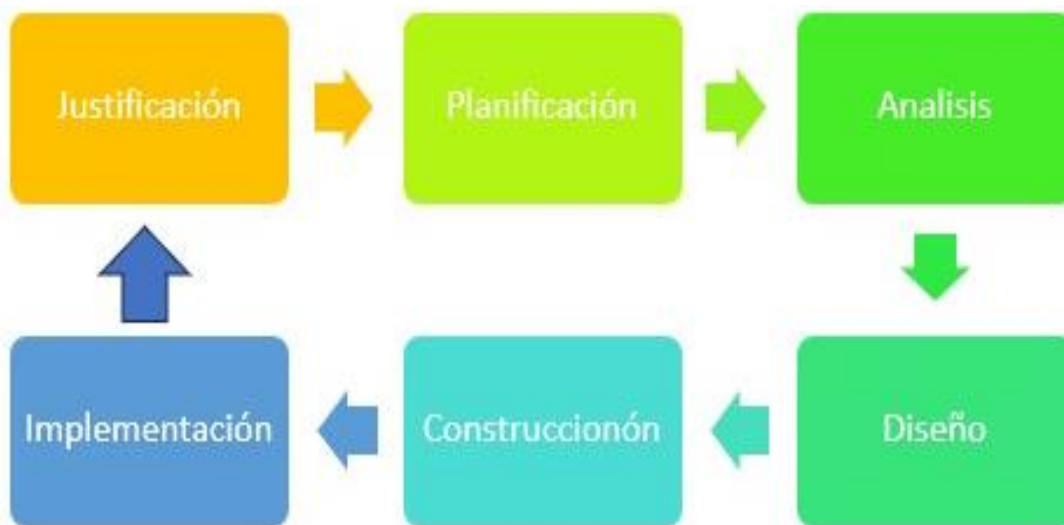 Justificación
Planificación
Analisis
Diseño
Construccionón
Implementación